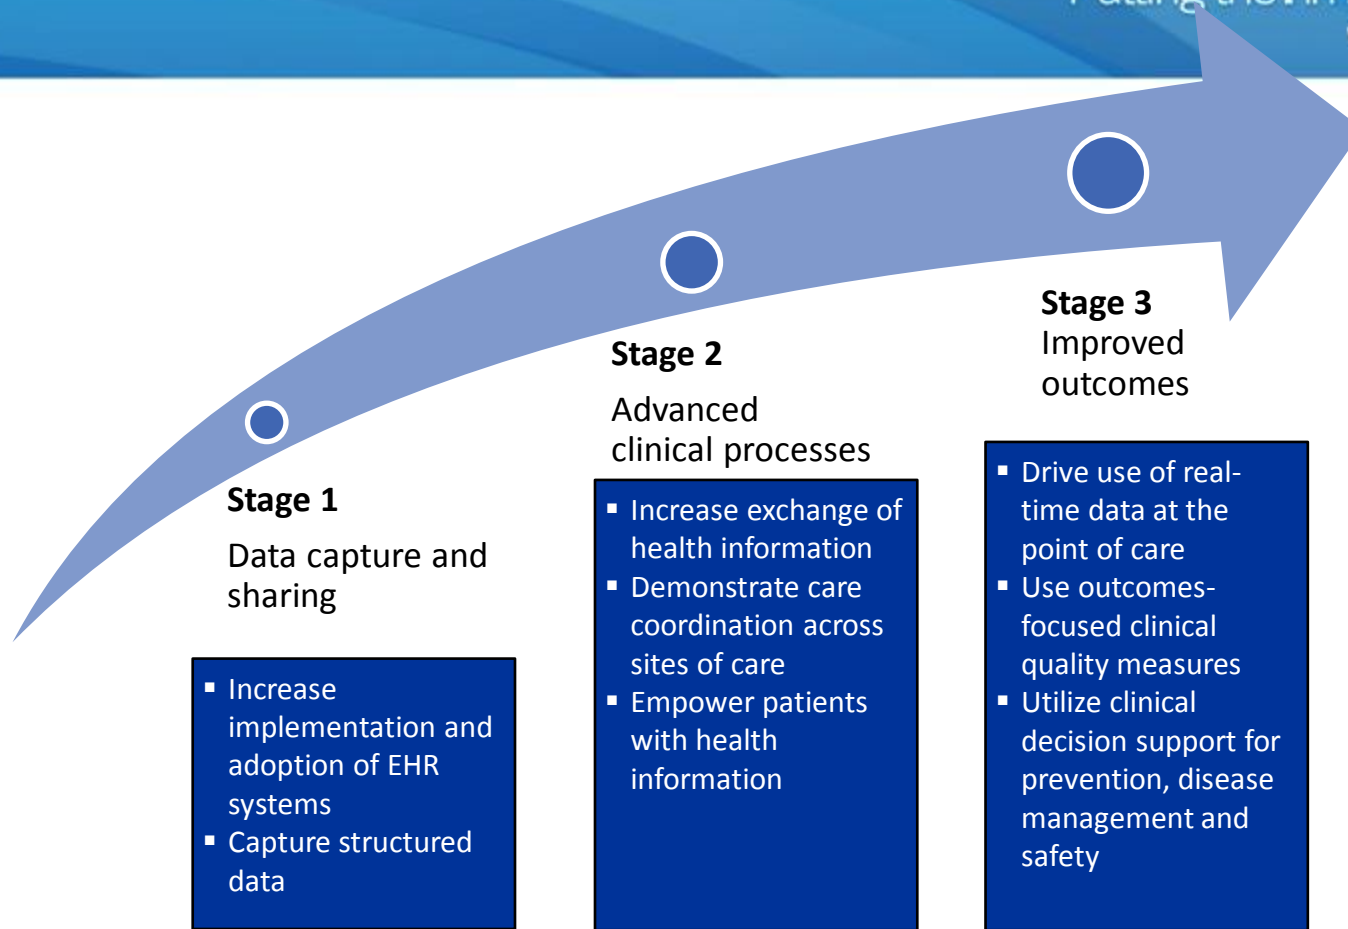 Putting the
Stage 1
Data capture and
sharing
▪ Increase
implementation and
adoption of EHR
systems
▪ Capture structured
data
Stage 2
Advanced
clinical processes
▪ Increase exchange of
health information
▪ Demonstrate care
coordination across
sites of care
▪ Empower patients
with health
information
Stage 3
Improved
outcomes
▪ Drive use of real-
time data at the
point of care
▪ Use outcomes-
focused clinical
quality measures
▪ Utilize clinical
decision support for
prevention, disease
management and
safety